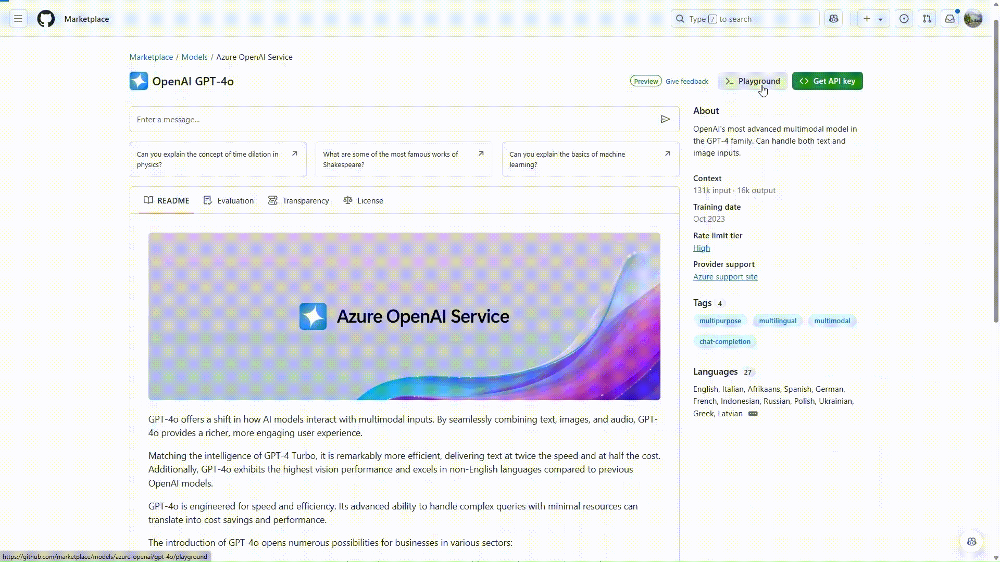 Marketplace
Type / to search
Marketplace / Models / Azure OpenAI Service
OpenAI GPT-4o
Preview
Give feedback
Playground
Get API key
Enter a message...
Can you explain the concept of time dilation in
physics?
What are some of the most famous works of
Shakespeare?
Can you explain the basics of machine
learning?
README
Evaluation
Transparency
License
Azure OpenAI Service
GPT-4o offers a shift in how AI models interact with multimodal inputs. By seamlessly combining text, images, and audio, GPT-
4o provides a richer, more engaging user experience.
Matching the intelligence of GPT-4 Turbo, it is remarkably more efficient, delivering text at twice the speed and at half the cost.
Additionally, GPT-4o exhibits the highest vision performance and excels in non-English languages compared to previous
OpenAI models.
GPT-4o is engineered for speed and efficiency. Its advanced ability to handle complex queries with minimal resources can
translate into cost savings and performance.
The introduction of GPT-4o opens numerous possibilities for businesses in various sectors:
About
OpenAI's most advanced multimodal model in
the GPT-4 family. Can handle both text and
image inputs.
Context
131k input · 16k output
Training date
Oct 2023
Rate limit tier
High
Provider support
Azure support site
Tags 4
multipurpose
multilingual
multimodal
chat-completion
Languages 27
English, Italian, Afrikaans, Spanish, German,
French, Indonesian, Russian, Polish, Ukrainian,
Greek, Latvian
https://github.com/marketplace/models/azure-openai/gpt-4o/playground